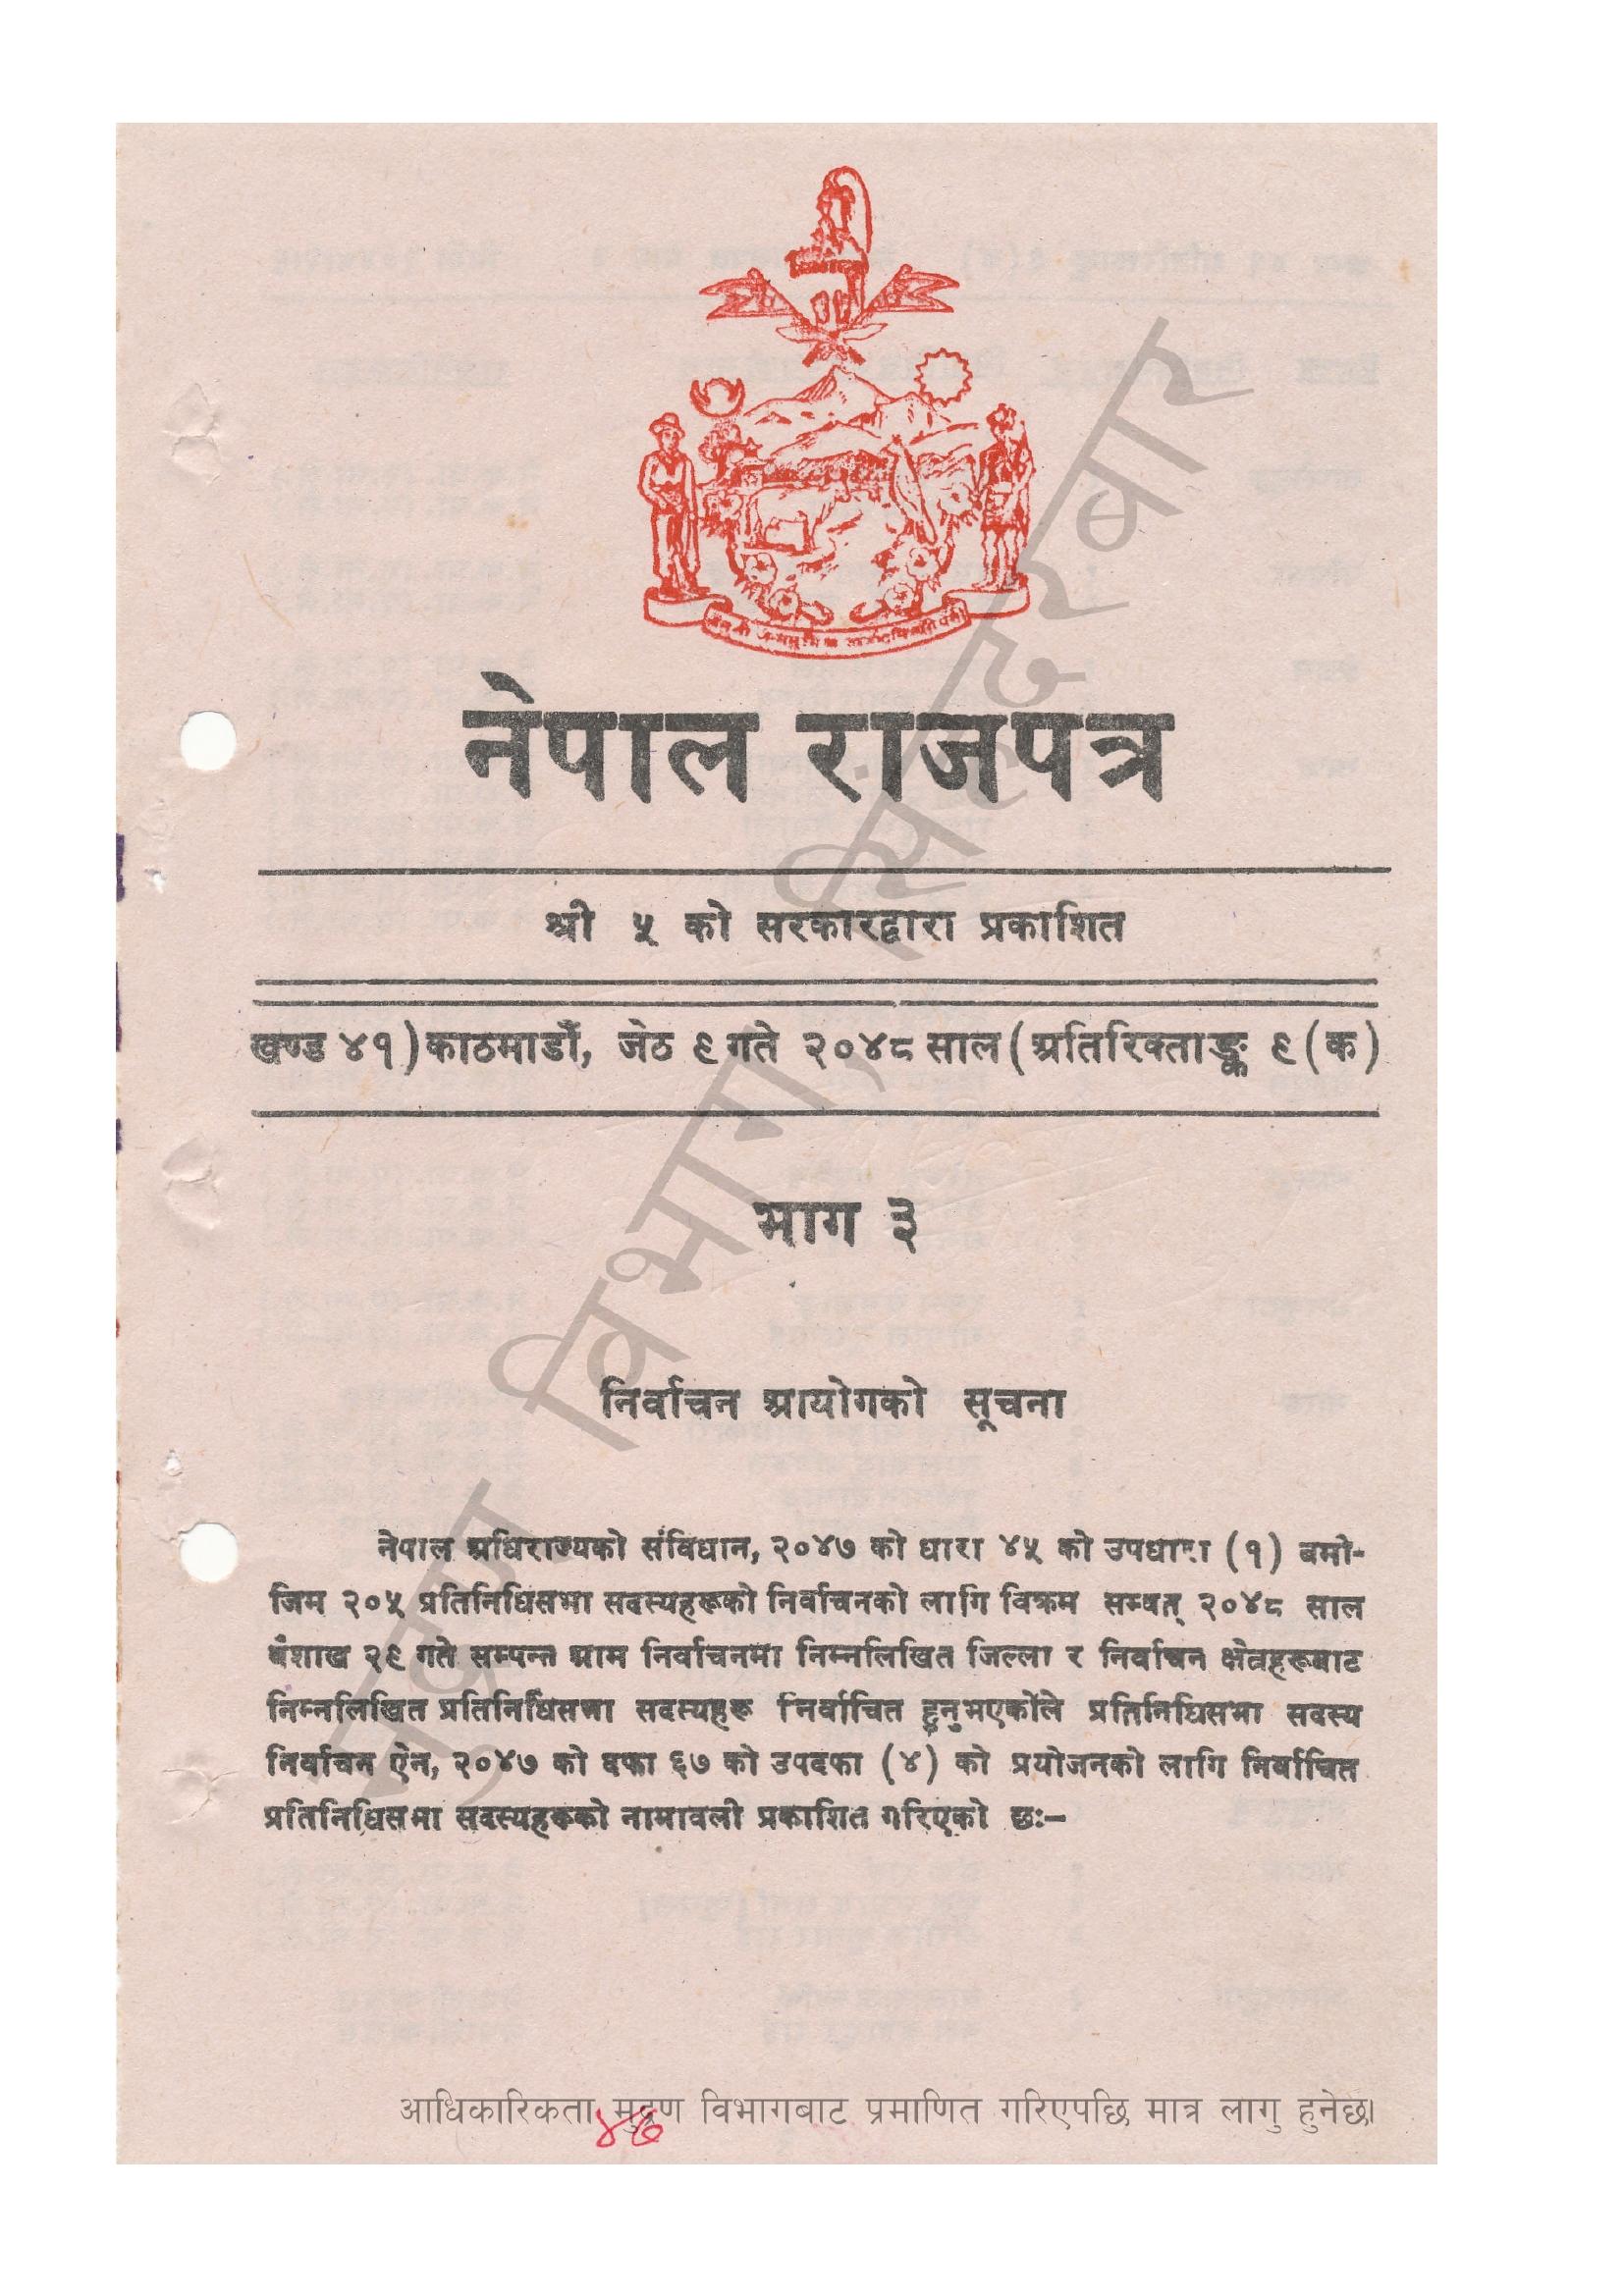 नेपाल राजपत्र
श्री ५ को सरकारद्वारा प्रकाशित
खण्ड ४१) काठमाडौं, जेठ ९ गते २०४८ साल (अतिरिक्ताङ्क ९ (क)
भाग ३
निर्वाचन आयोगको सूचना
नेपाल अधिराज्यको संविधान, २०४७ को धारा ४५ को उपधारा (१) बमो-
जिम २०५ प्रतिनिधिसभा सदस्यहरूको निर्वाचनको लागि विक्रम सम्वत् २०४८ साल
बैशाख २९ गते सम्पन्न आम निर्वाचनमा निम्नलिखित जिल्ला र निर्वाचन क्षेत्रहरूबाट
निम्नलिखित प्रतिनिधिसभा सदस्यहरू निर्वाचित हुनुभएकोले प्रतिनिधिसभा सदस्य
निर्वाचन ऐन, २०४७ को दफा ६७ को उपदफा (४) को प्रयोजनको लागि निर्वाचित
प्रतिनिधिसभा सदस्यहरूको नामावली प्रकाशित गरिएको छः–
मुद्रण विभाग, सिंहदरबार
आधिकारिकता मुद्रण विभागबाट प्रमाणित गरिएपछि मात्र लागु हुनेछ।
४७